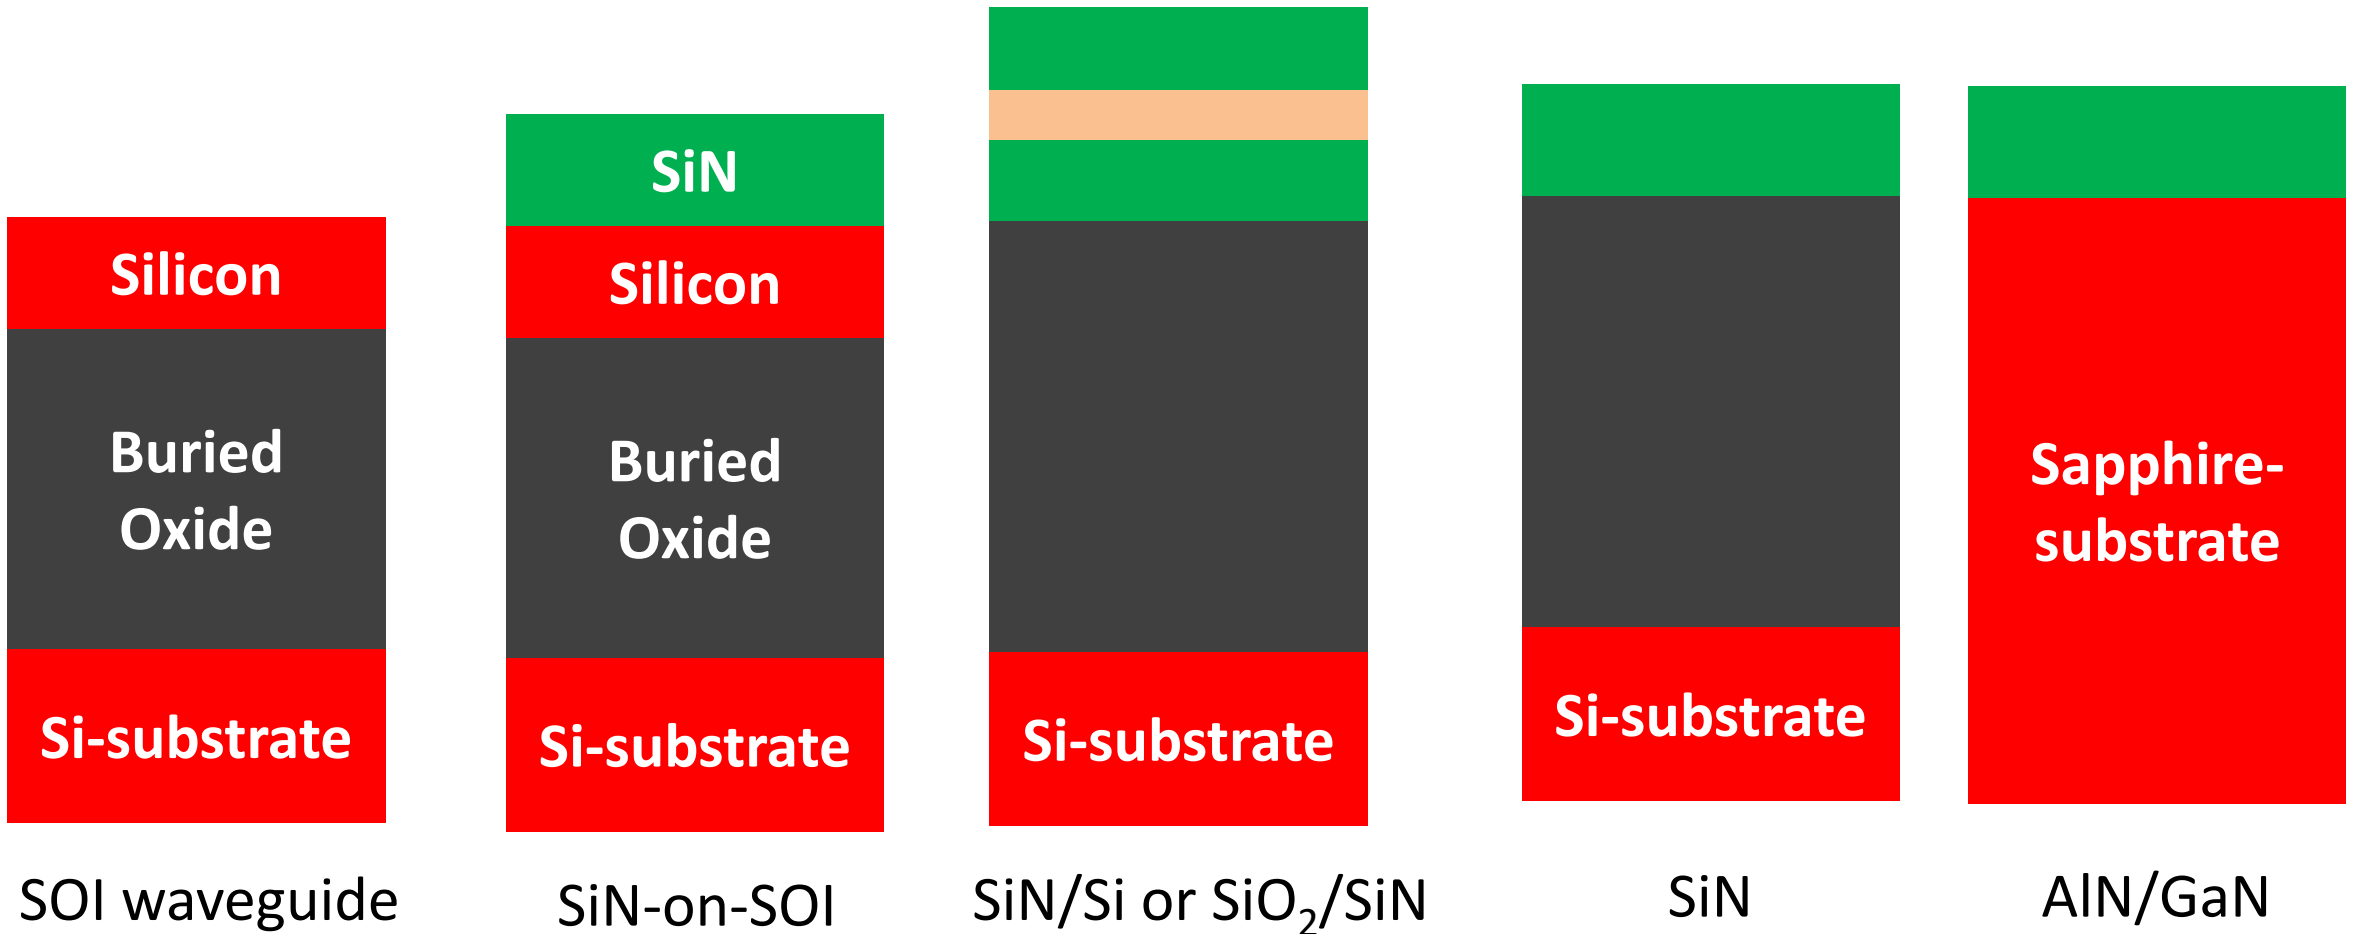 Silicon
Buried
Oxide
Si-substrate
SOI waveguide
SiN
Silicon
Buried
Oxide
Si-substrate
SiN-on-SOI
Si-substrate
SiN/Si or SiO₂/SiN
Si-substrate
SiN
Sapphire-
substrate
AlN/GaN